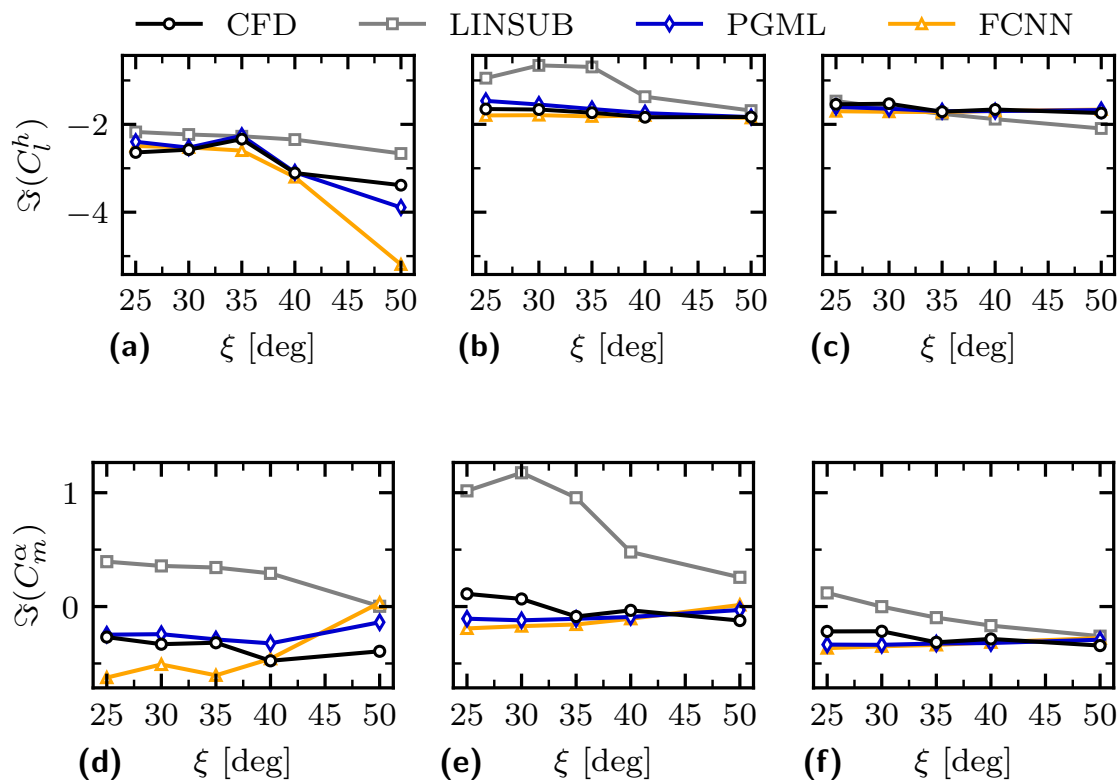 CFD LINSUB PGML FCNN
ℑ(C_l^h)
−2
−4
25 30 35 40 45 50
25 30 35 40 45 50
25 30 35 40 45 50
(a) ξ [deg]
(b) ξ [deg]
(c) ξ [deg]
ℑ(C_m^α)
1
0
25 30 35 40 45 50
25 30 35 40 45 50
25 30 35 40 45 50
(d) ξ [deg]
(e) ξ [deg]
(f) ξ [deg]